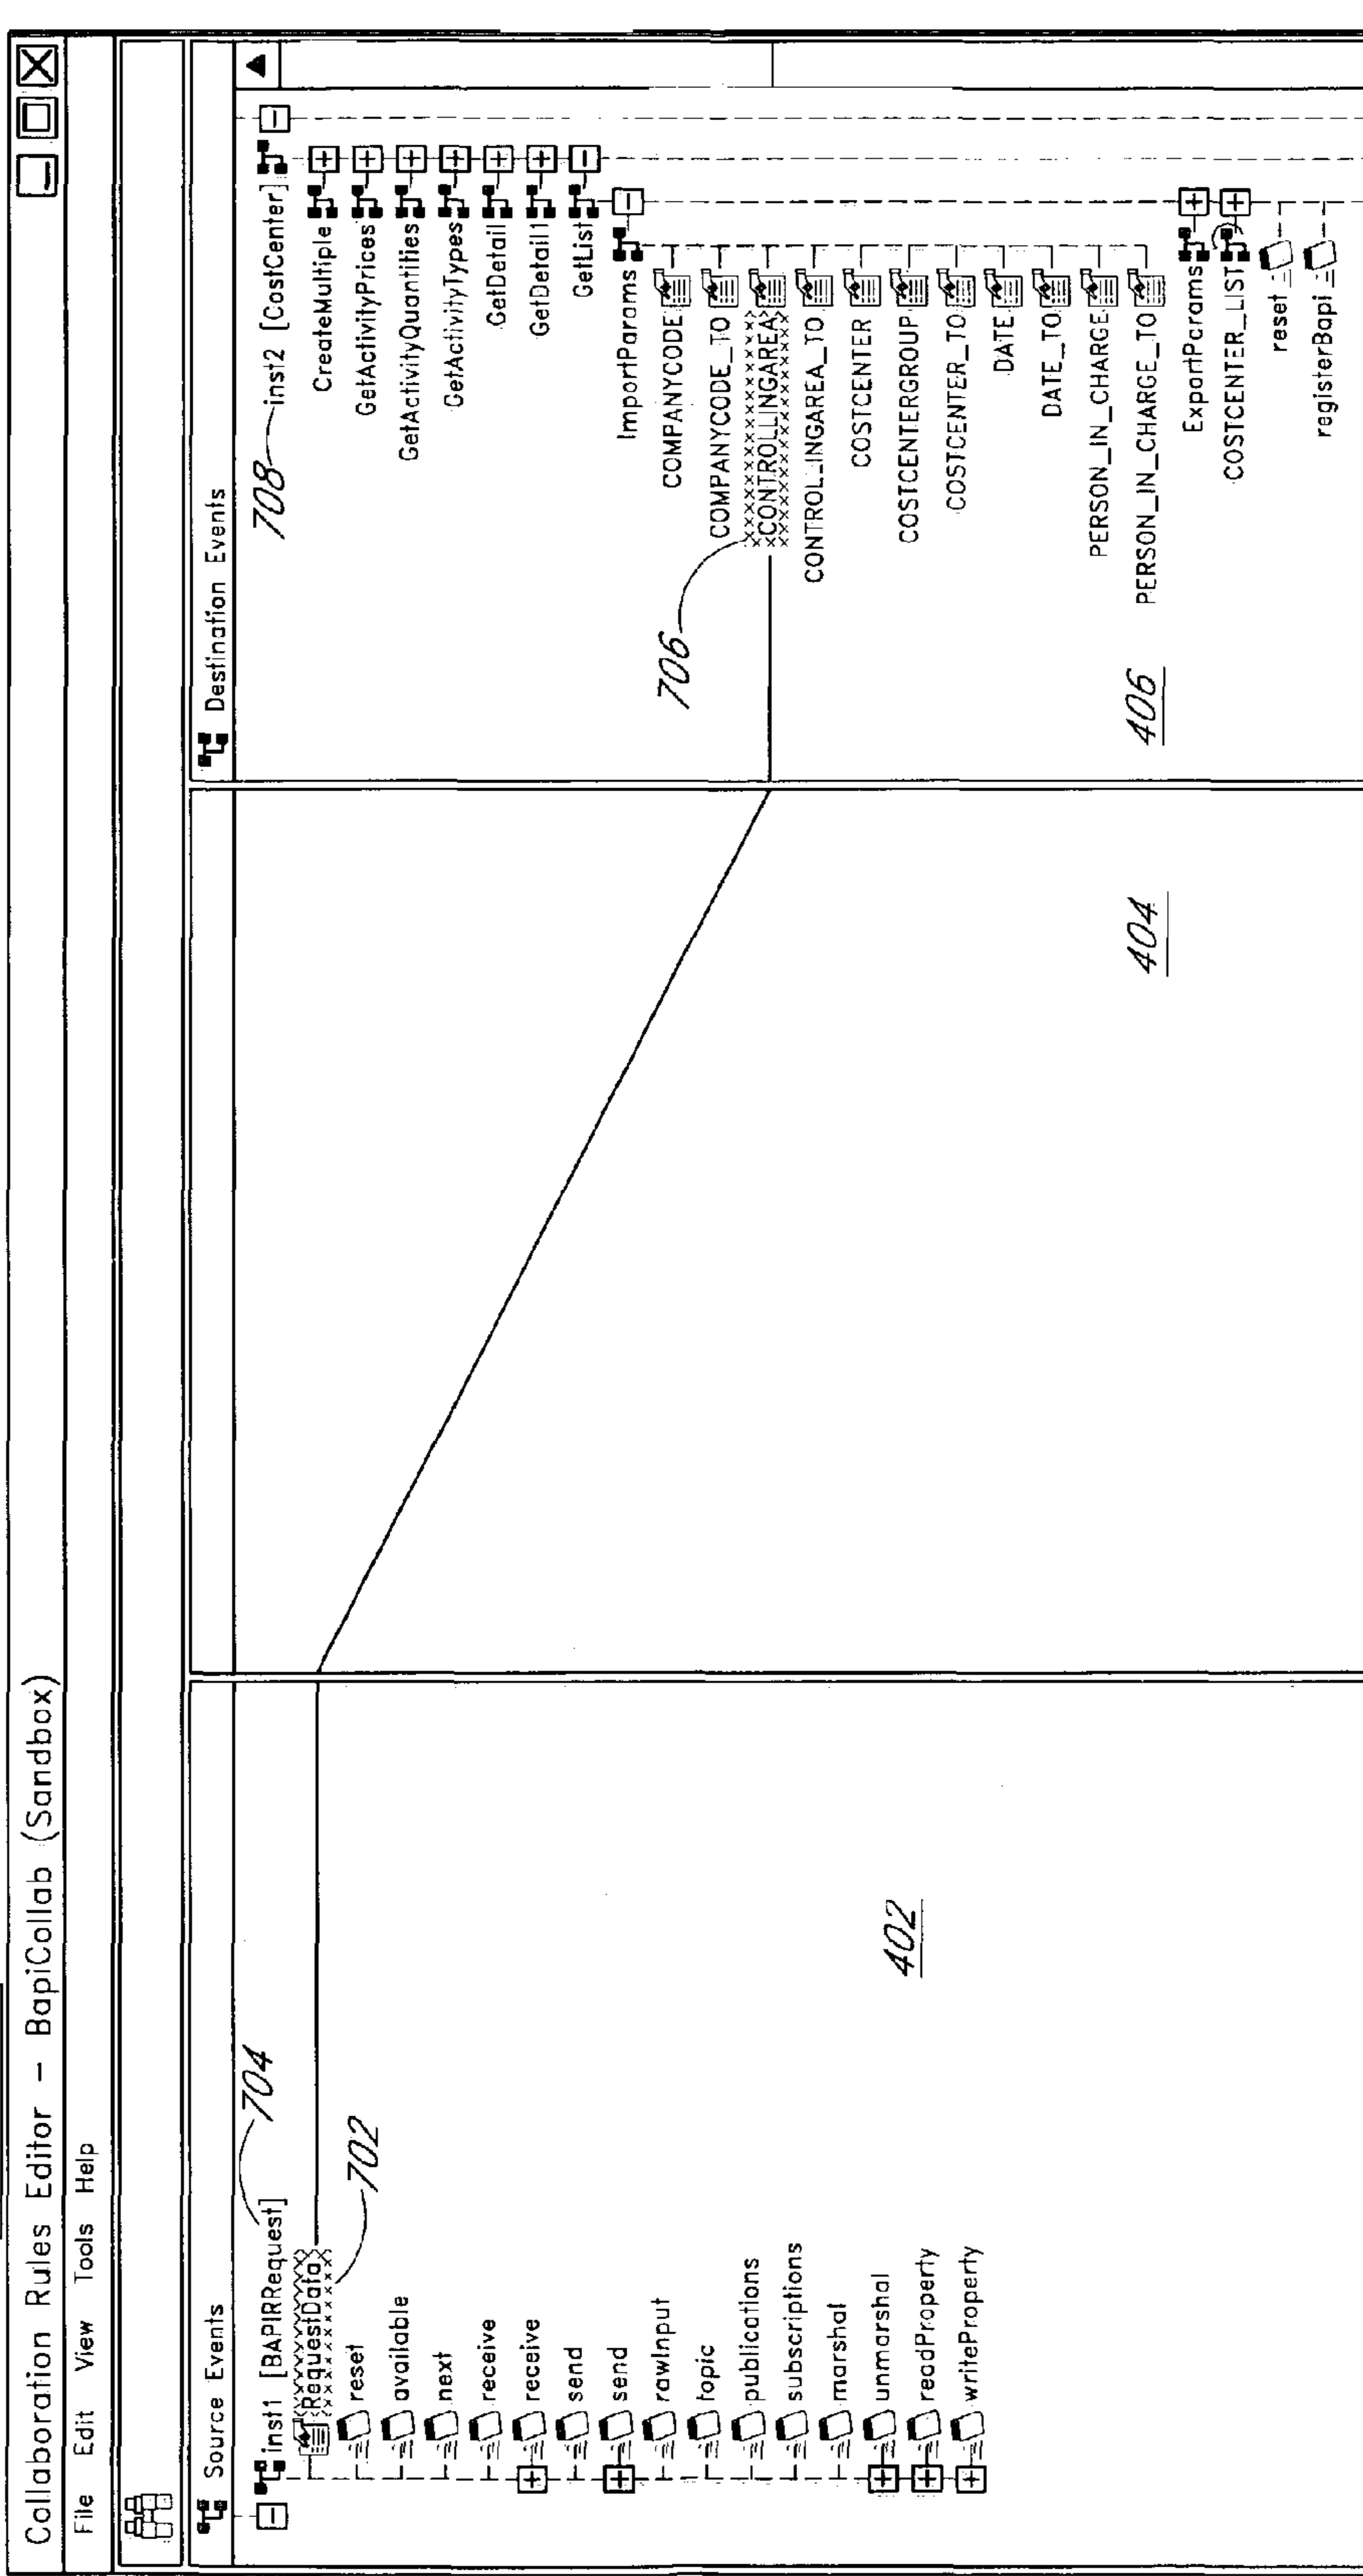 Collaboration Rules Editor – BapiCollab (Sandbox)
File Edit View Tools Help
Source Events
inst1 [BAPIRRequest]
704
RequestData
702
reset
available
next
receive
receive
send
send
rawInput
topic
publications
subscriptions
marshal
unmarshal
readProperty
writeProperty
402
404
Destination Events
708
inst2 [CostCenter]
CreateMultiple
GetActivityPrices
GetActivityQuantities
GetActivityTypes
GetDetail
GetDetail1
GetList
ImportParams
COMPANYCODE
COMPANYCODE_TO
706
CONTROLLINGAREA
CONTROLLINGAREA_TO
COSTCENTER
COSTCENTERGROUP
COSTCENTER_TO
DATE
DATE_TO
PERSON_IN_CHARGE
PERSON_IN_CHARGE_TO
406
ExportParams
COSTCENTER_LIST
reset
registerBapi